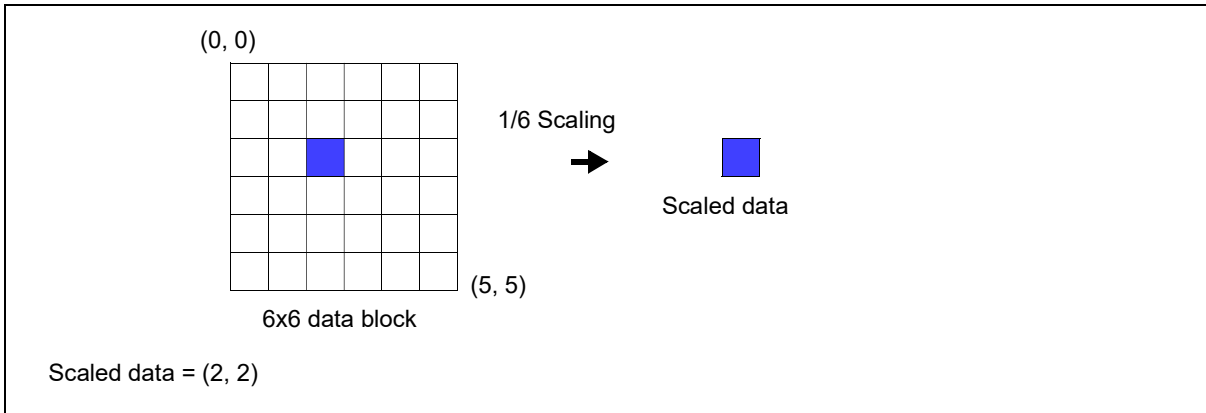 (0, 0)
1/6 Scaling
Scaled data
(5, 5)
6x6 data block
Scaled data = (2, 2)